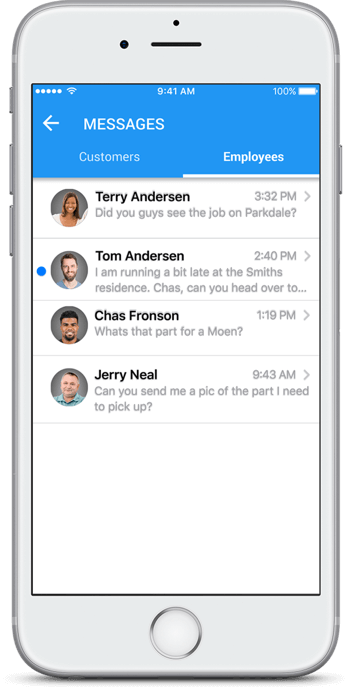 9:41 AM 100%
MESSAGES
Customers Employees
Terry Andersen 3:32 PM
Did you guys see the job on Parkdale?
Tom Andersen 2:40 PM
I am running a bit late at the Smiths
residence. Chas, can you head over to...
Chas Fronson 1:19 PM
Whats that part for a Moen?
Jerry Neal 9:43 AM
Can you send me a pic of the part I need
to pick up?